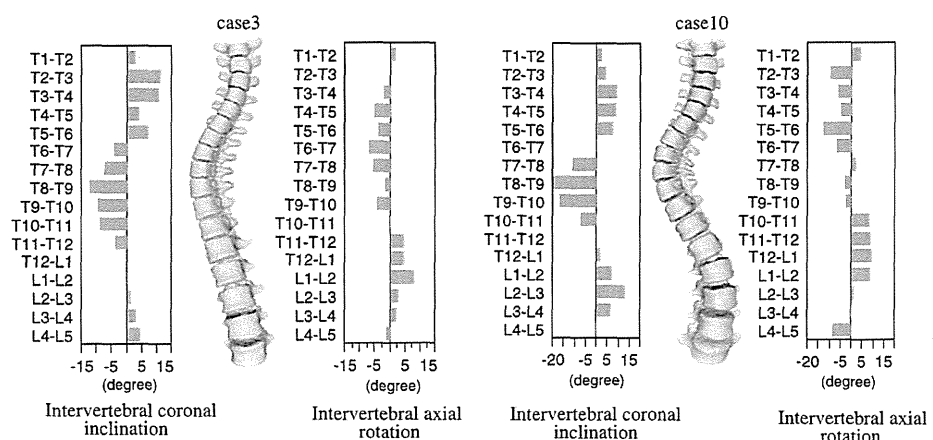 case3
case10
T1-T2
T2-T3
T3-T4
T4-T5
T5-T6
T6-T7
T7-T8
T8-T9
T9-T10
T10-T11
T11-T12
T12-L1
L1-L2
L2-L3
L3-L4
L4-L5
-15 -5 5 15
(degree)
Intervertebral coronal
inclination
T1-T2
T2-T3
T3-T4
T4-T5
T5-T6
T6-T7
T7-T8
T8-T9
T9-T10
T10-T11
T11-T12
T12-L1
L1-L2
L2-L3
L3-L4
L4-L5
-15 -5 5 15
(degree)
Intervertebral axial
rotation
T1-T2
T2-T3
T3-T4
T4-T5
T5-T6
T7-T8
T8-T9
T9-T10
T10-T11
T11-T12
T12-L1
L1-L2
L2-L3
L3-L4
L4-L5
-20 -5 5 15
(degree)
Intervertebral coronal
inclination
T1-T2
T2-T3
T3-T4
T4-T5
T5-T6
T6-T7
T7-T8
T8-T9
T9-T10
T10-T11
T11-T12
T12-L1
L1-L2
L2-L3
L3-L4
L4-L5
-20 -5 5 15
(degree)
Intervertebral axial
rotation